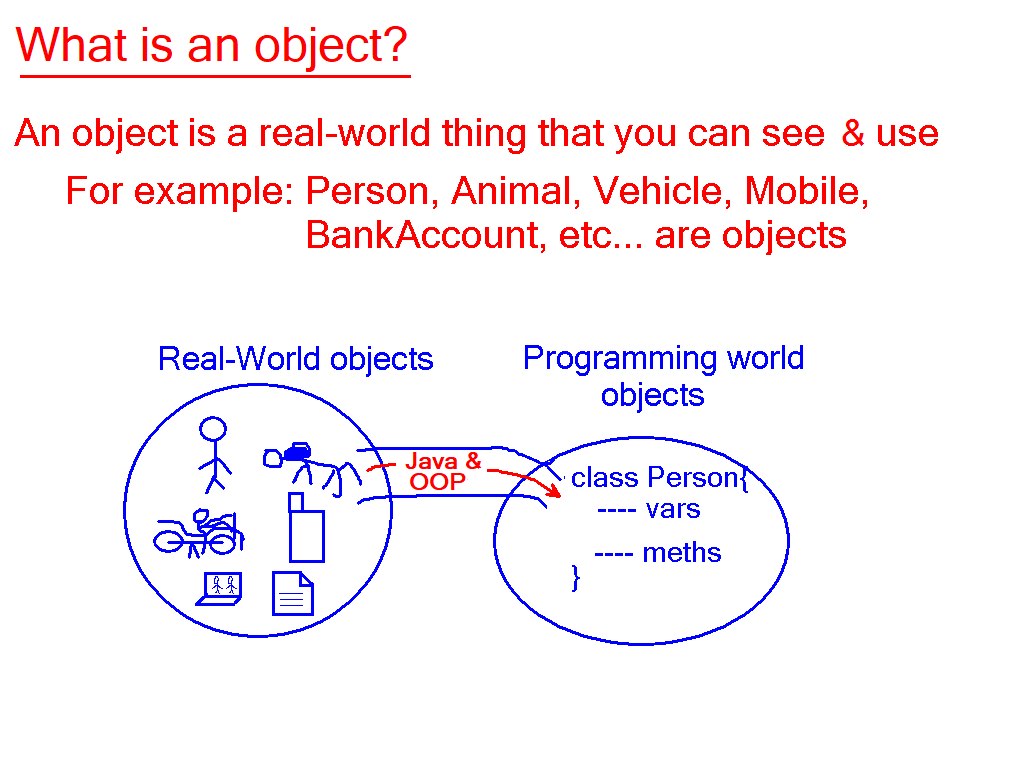 What is an object?
An object is a real-world thing that you can see & use
For example: Person, Animal, Vehicle, Mobile,
BankAccount, etc... are objects
Real-World objects
Programming world
objects
Java &
OOP
class Person{
---- vars
---- meths
}